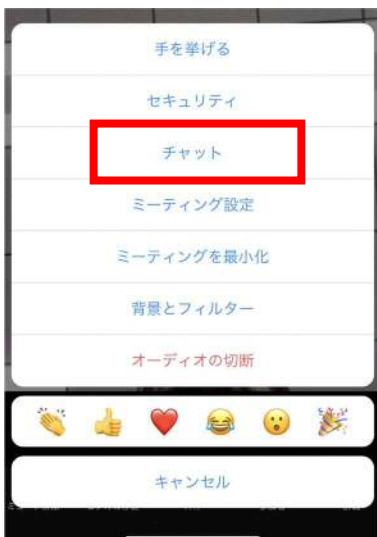 手を挙げる
セキュリティ
チャット
ミーティング設定
ミーティングを最小化
背景とフィルター
オーディオの切断
キャンセル